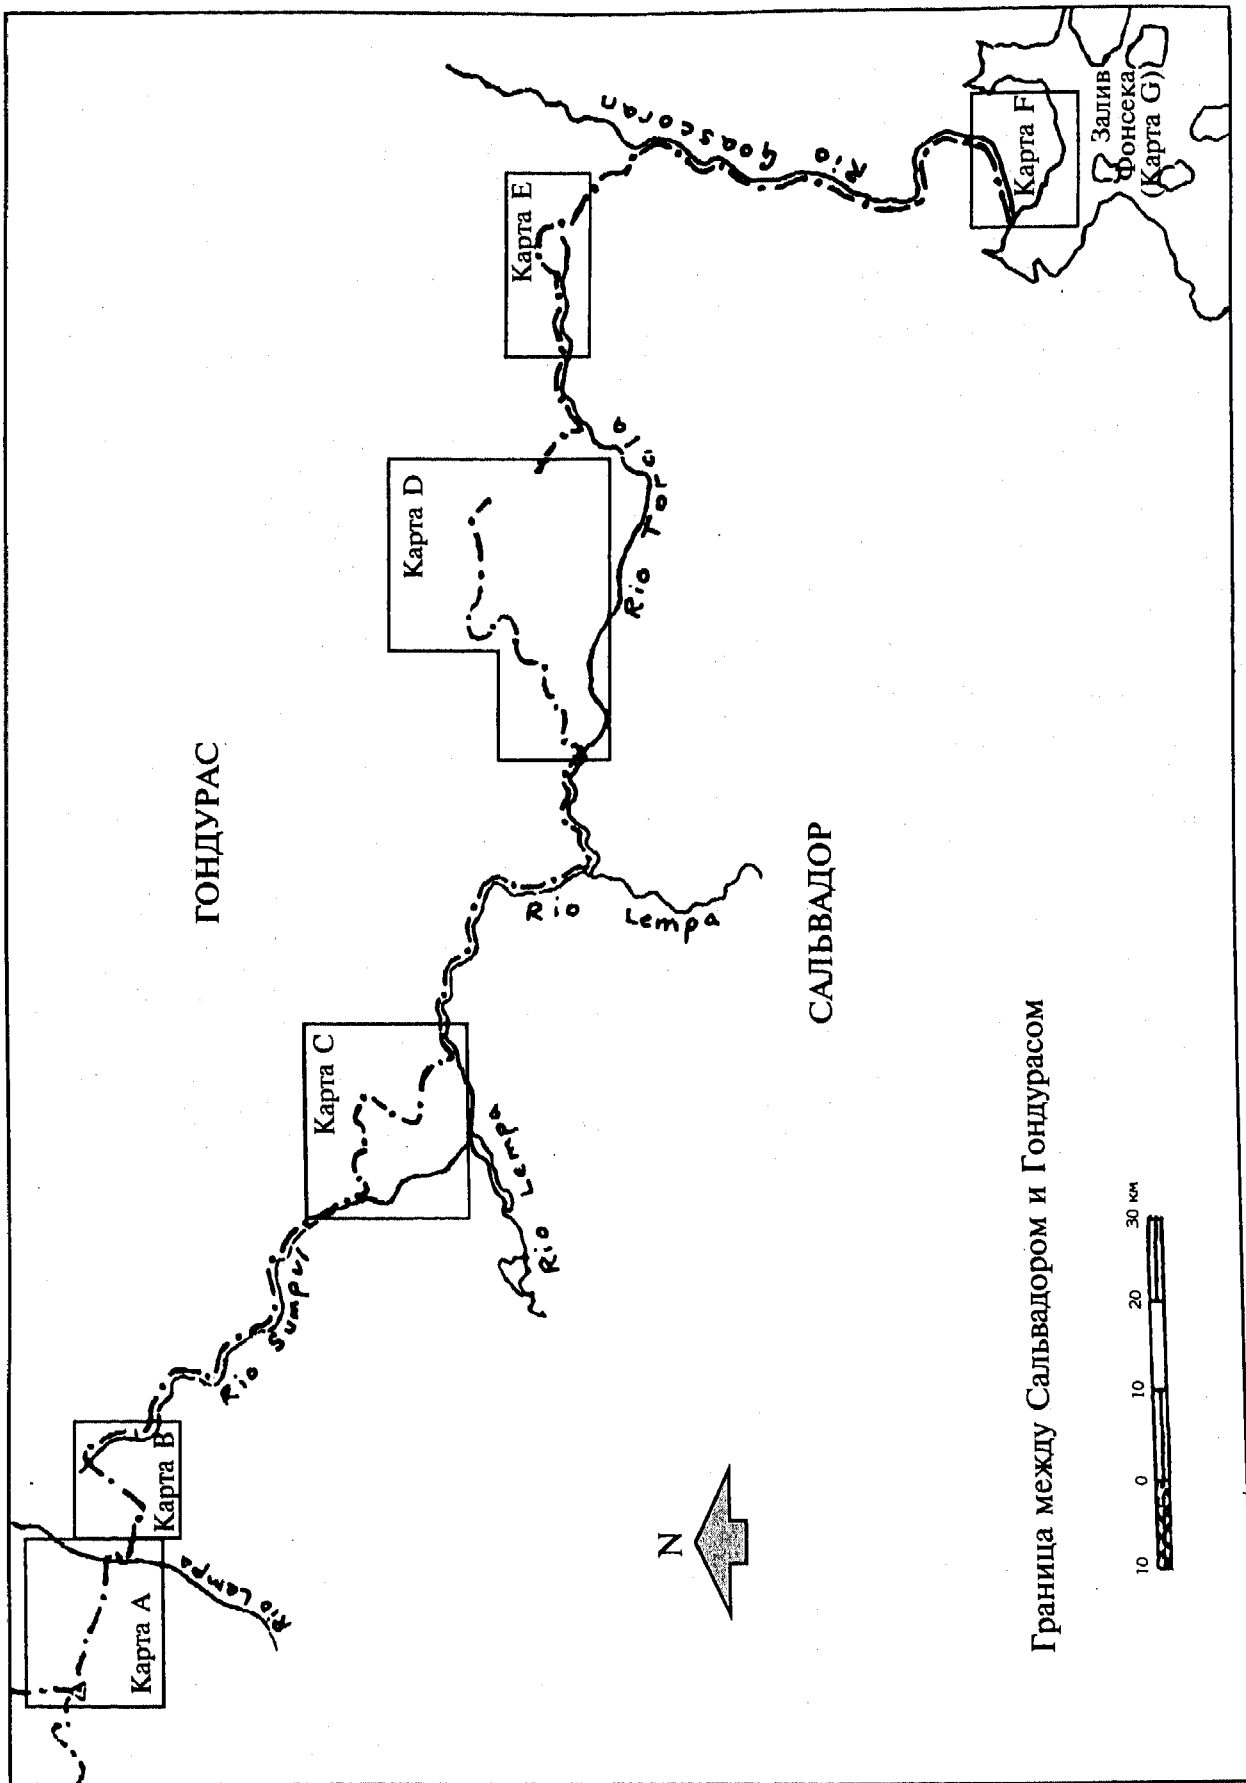 Карта A
Карта B
Rio Lempa
Rio Sumpul
ГОНДУРАС
Карта C
Rio Lempa
Rio Lempa
Карта D
Rio Torola
Карта E
Rio Goascoran
Карта F
Залив
Фонсека
(Карта G)
САЛЬВАДОР
N
Граница между Сальвадором и Гондурасом
10 0 10 20 30 км